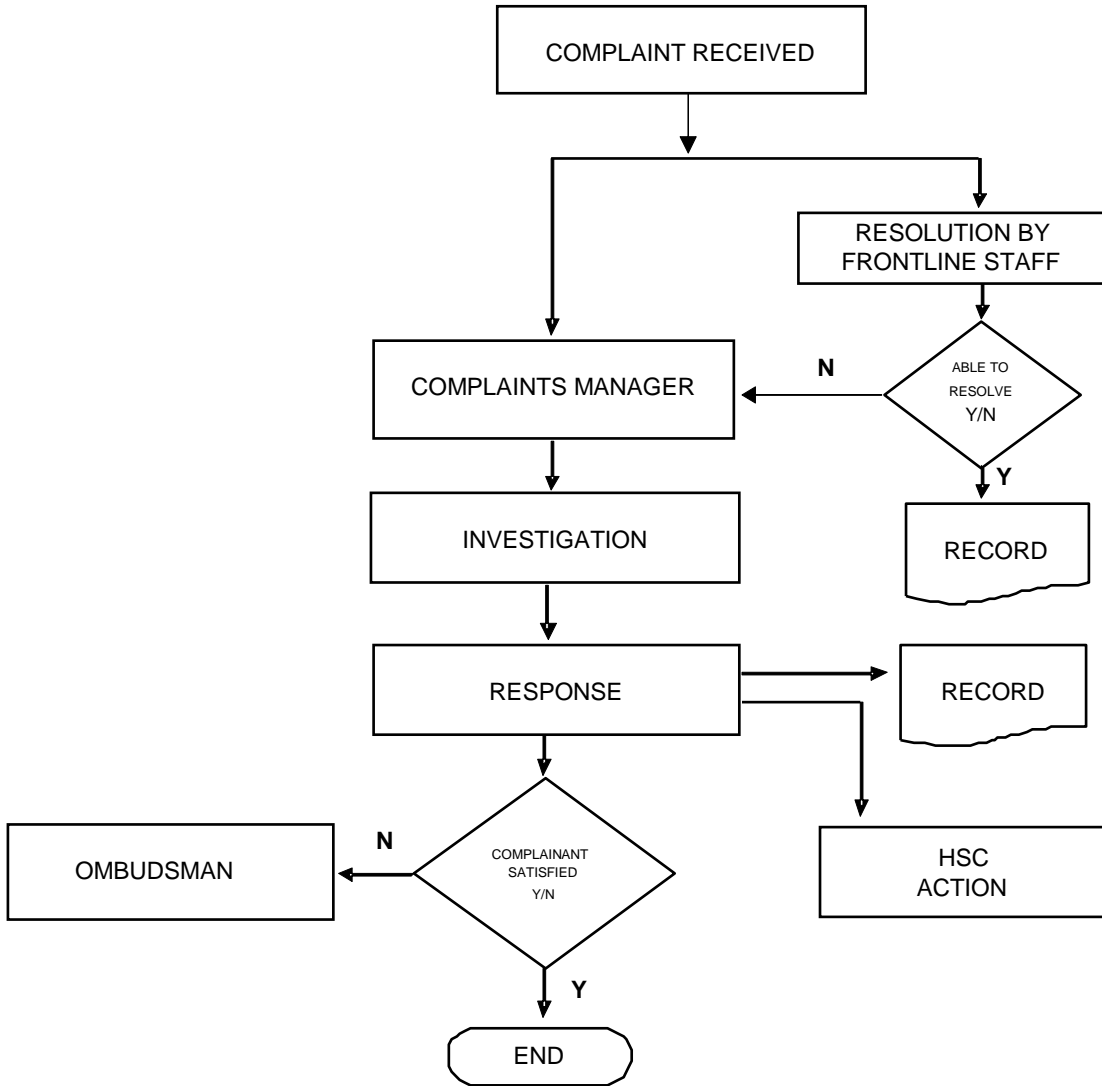 COMPLAINT RECEIVED
RESOLUTION BY
FRONTLINE STAFF
COMPLAINTS MANAGER
N
ABLE TO
RESOLVE
Y/N
Y
INVESTIGATION
RECORD
RESPONSE
RECORD
OMBUDSMAN
N
COMPLAINANT
SATISFIED
Y/N
HSC
ACTION
Y
END